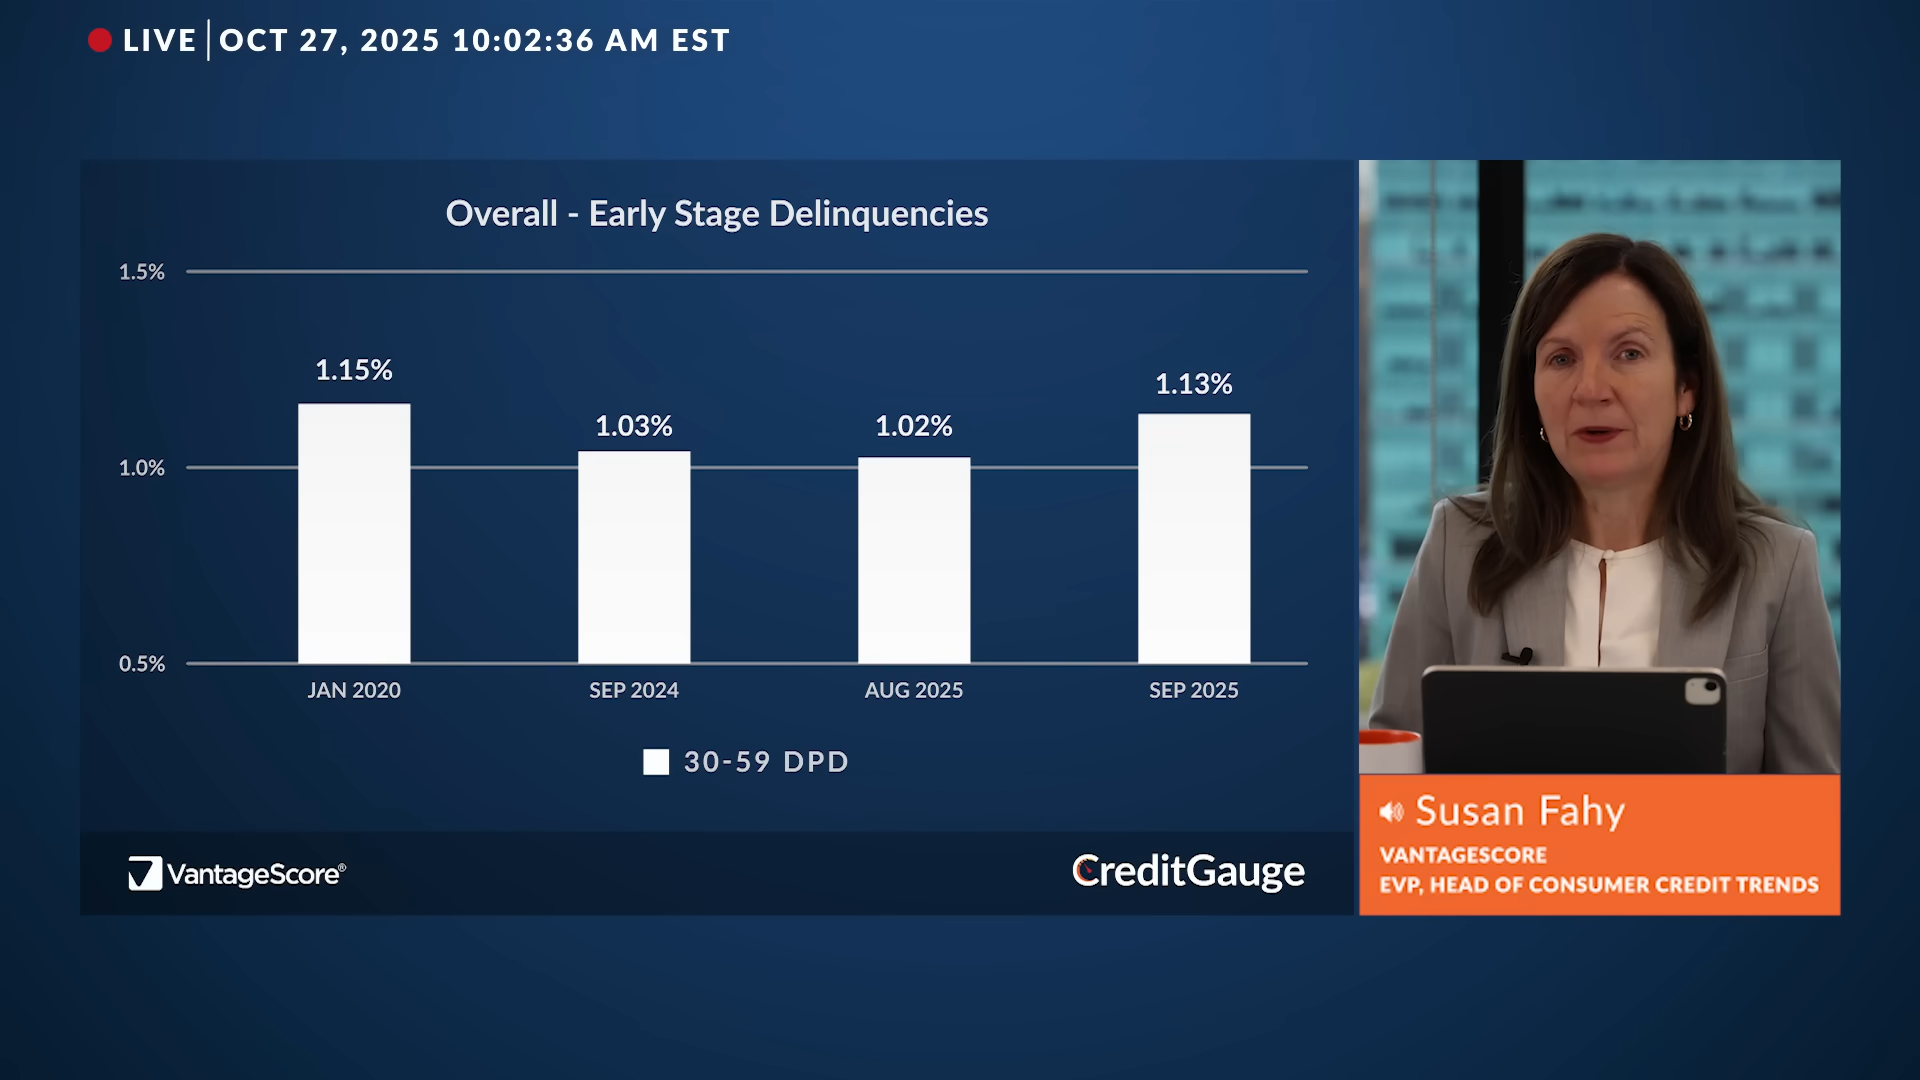 LIVE OCT 27, 2025 10:02:36 AM EST
Overall - Early Stage Delinquencies
1.5%
1.15%
1.03%
1.02%
1.13%
1.0%
0.5%
JAN 2020
SEP 2024
AUG 2025
SEP 2025
30-59 DPD
VantageScore®
CreditGauge
Susan Fahy
VANTAGESCORE
EVP, HEAD OF CONSUMER CREDIT TRENDS